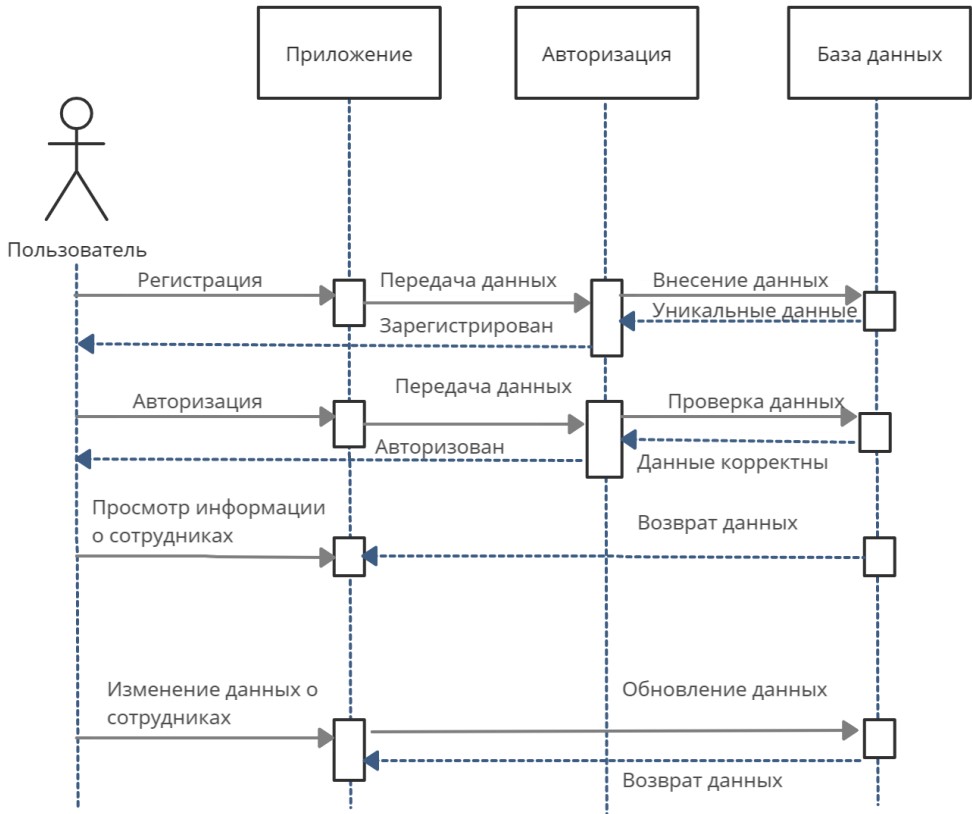 Приложение
Авторизация
База данных
Пользователь
Регистрация
Передача данных
Внесение данных
Уникальные данные
Зарегистрирован
Авторизация
Передача данных
Проверка данных
Авторизован
Данные корректны
Просмотр информации
о сотрудниках
Возврат данных
Изменение данных о
сотрудниках
Обновление данных
Возврат данных